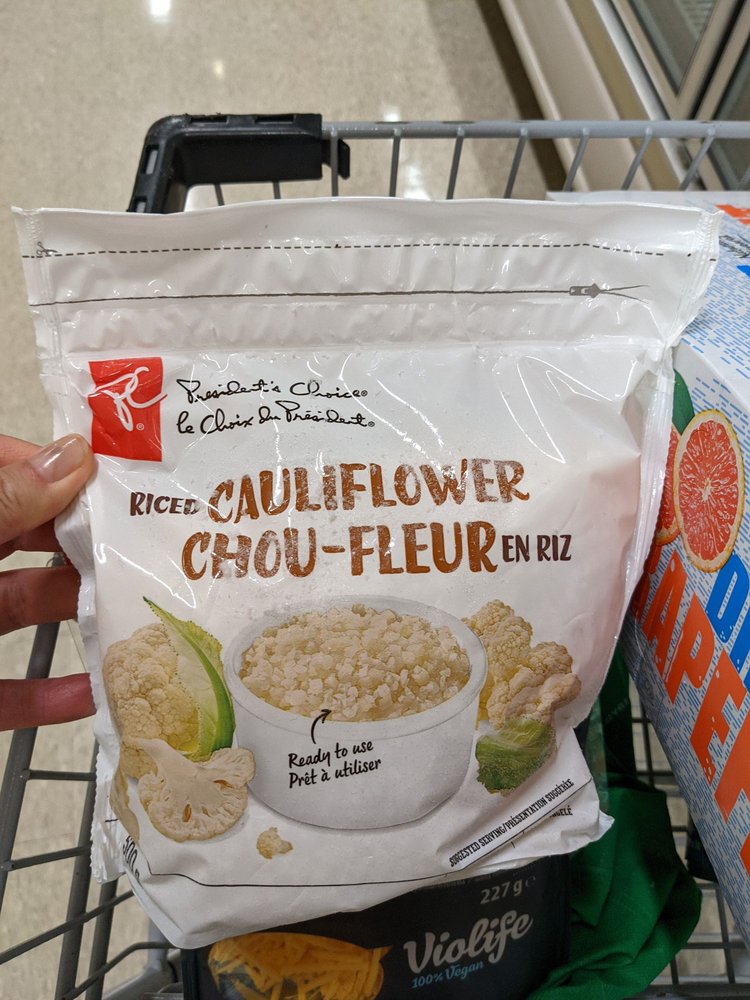 PC®
President's Choice®
le Choix du Président®
RICED CAULIFLOWER
CHOU-FLEUR EN RIZ
Ready to use
Prêt à utiliser
SUGGESTED SERVING/PRÉSENTATION SUGGÉRÉE
227 g e
Violife
100% Vegan